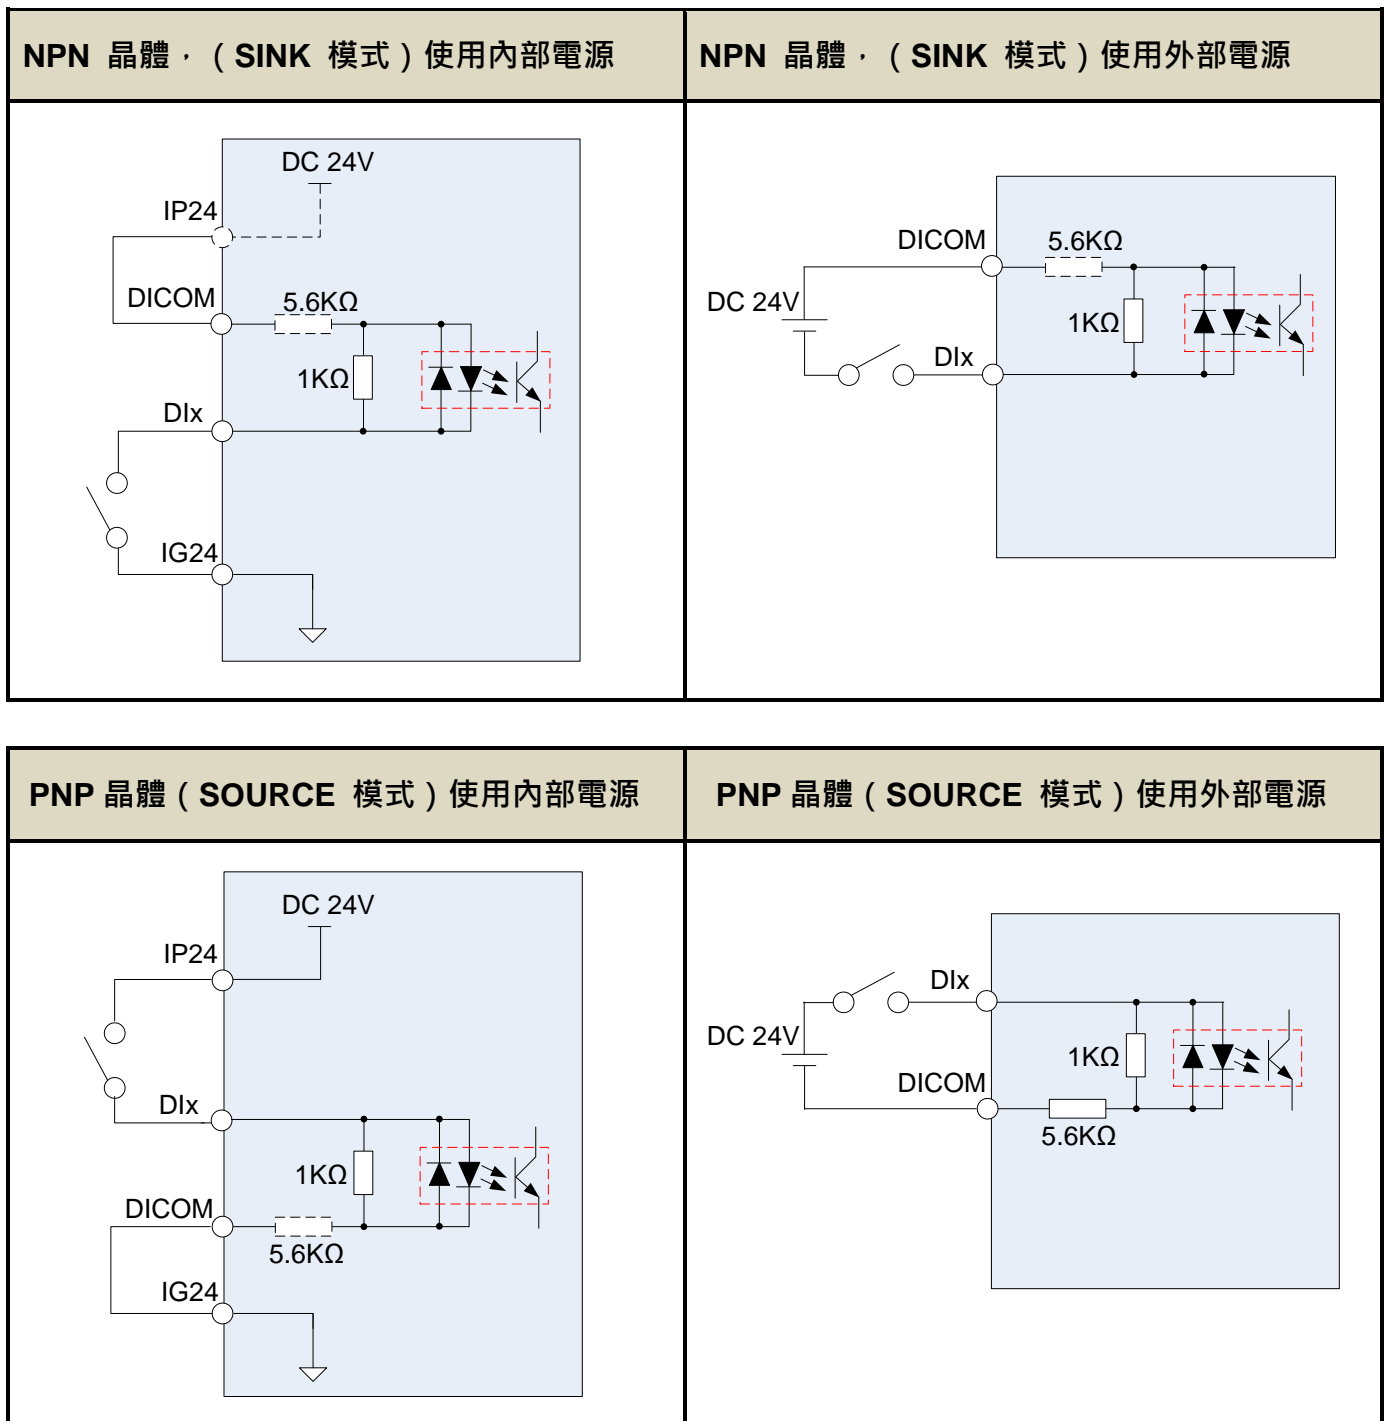 NPN 晶體，（SINK 模式）使用內部電源
NPN 晶體，（SINK 模式）使用外部電源
DC 24V
IP24
DICOM
5.6KΩ
1KΩ
DIx
IG24
DICOM
5.6KΩ
DC 24V
1KΩ
DIx
PNP 晶體（SOURCE 模式）使用內部電源
PNP 晶體（SOURCE 模式）使用外部電源
DC 24V
IP24
DIx
1KΩ
DICOM
5.6KΩ
IG24
DIx
DC 24V
1KΩ
DICOM
5.6KΩ